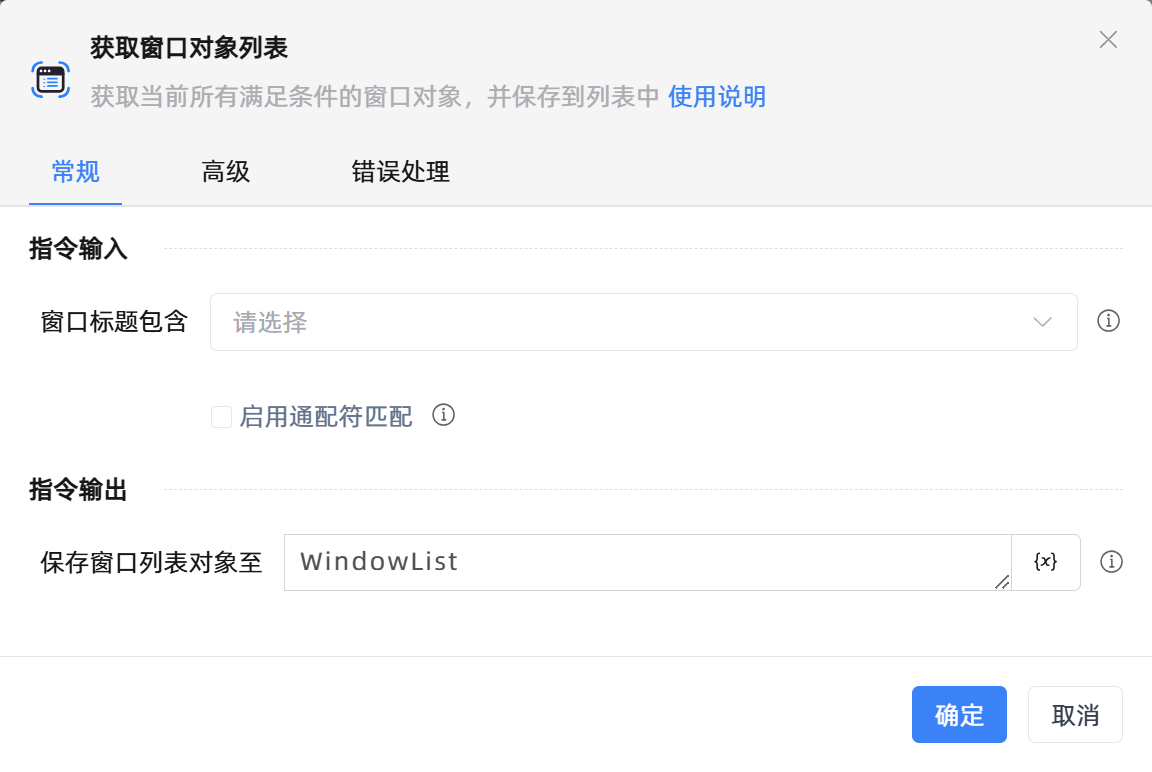 获取窗口对象列表
获取当前所有满足条件的窗口对象，并保存到列表中 使用说明
常规 高级 错误处理
指令输入
窗口标题包含 请选择
启用通配符匹配
指令输出
保存窗口列表对象至 WindowList {x}
确定 取消